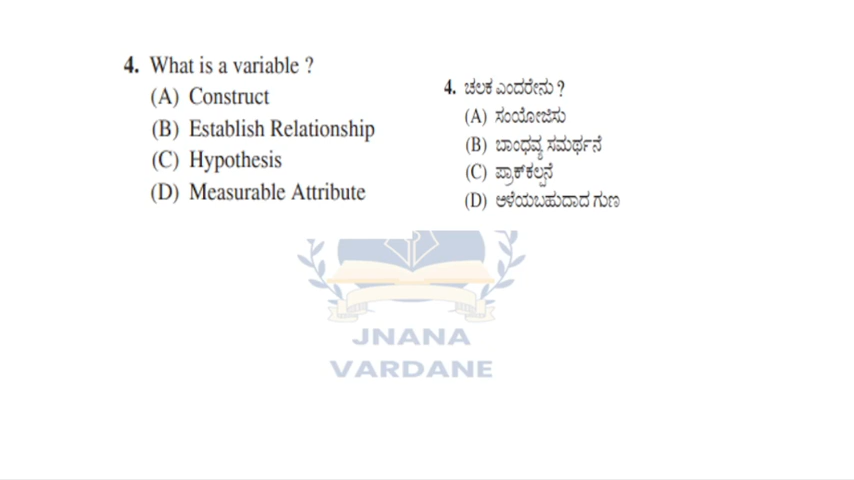 4. What is a variable ?
(A) Construct
(B) Establish Relationship
(C) Hypothesis
(D) Measurable Attribute
4. ಚಲಕ ಎಂದರೇನು ?
(A) ಸಂಯೋಜಿಸು
(B) ಬಾಂಧವ್ಯ ಸಮರ್ಥನೆ
(C) ಪ್ರಾಕ್‌ಕಲ್ಪನೆ
(D) ಅಳೆಯಬಹುದಾದ ಗುಣ
JNANA
VARDANE